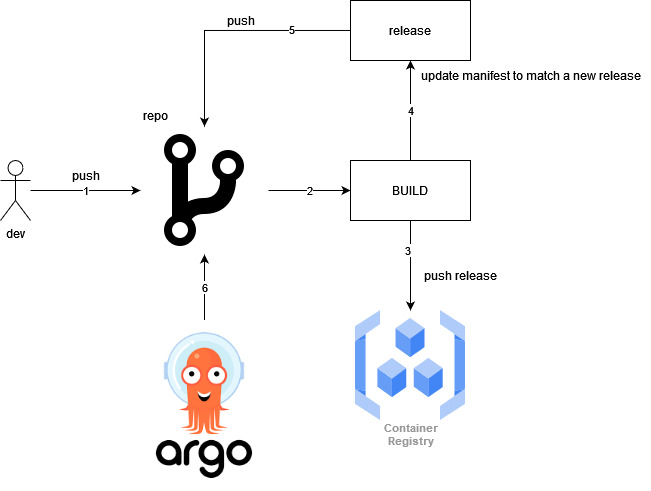 push
5
release
update manifest to match a new release
repo
4
push
1
2
BUILD
dev
3
push release
6
Container
Registry
argo